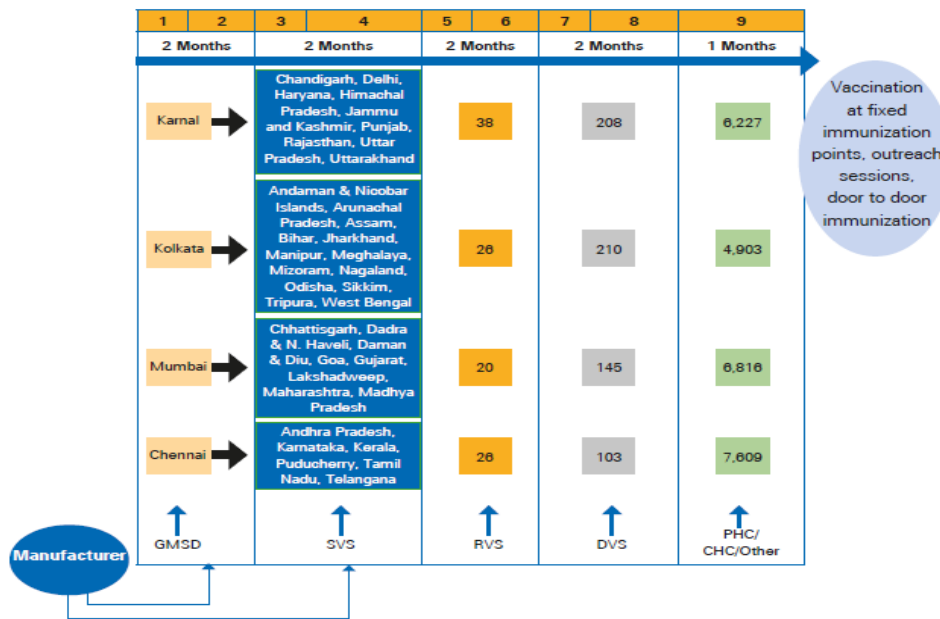 1 2 3 4 5 6 7 8 9
2 Months 2 Months 2 Months 2 Months 1 Months
Karnal
Chandigarh, Delhi,
Haryana, Himachal
Pradesh, Jammu
and Kashmir, Punjab,
Rajasthan, Uttar
Pradesh, Uttarakhand
38
208
6,227
Vaccination
at fixed
immunization
points, outreach
sessions,
door to door
immunization
Kolkata
Andaman & Nicobar
Islands, Arunachal
Pradesh, Assam,
Bihar, Jharkhand,
Manipur, Meghalaya,
Mizoram, Nagaland,
Odisha, Sikkim,
Tripura, West Bengal
26
210
4,903
Mumbai
Chhattisgarh, Dadra
& N. Haveli, Daman
& Diu, Goa, Gujarat,
Lakshadweep,
Maharashtra, Madhya
Pradesh
20
145
6,816
Chennai
Andhra Pradesh,
Karnataka, Kerala,
Puducherry, Tamil
Nadu, Telangana
26
103
7,609
Manufacturer
GMSD
SVS
RVS
DVS
PHC/
CHC/Other